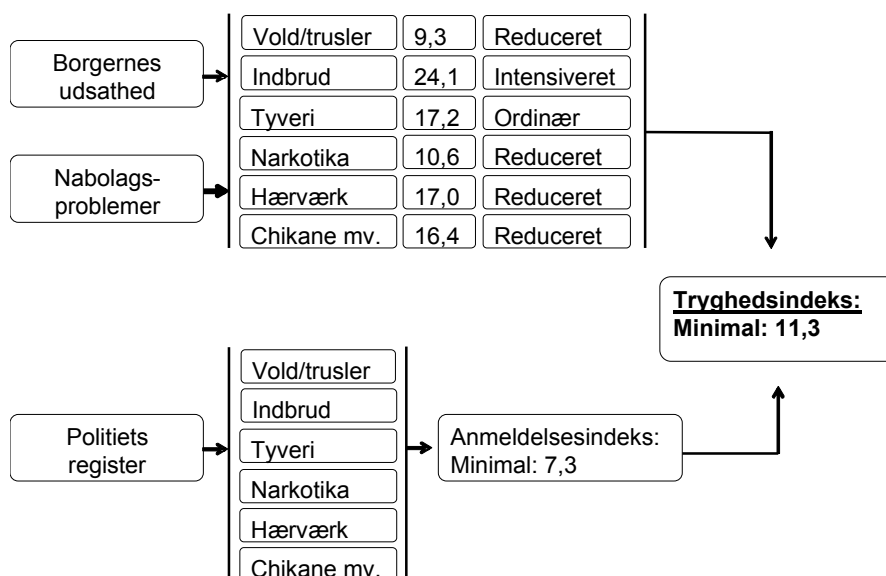 Borgernes
udsathed
Nabolags-
problemer
Vold/trusler 9,3 Reduceret
Indbrud 24,1 Intensiveret
Tyveri 17,2 Ordinær
Narkotika 10,6 Reduceret
Hærværk 17,0 Reduceret
Chikane mv. 16,4 Reduceret
Tryghedsindeks:
Minimal: 11,3
Politiets
register
Vold/trusler
Indbrud
Tyveri
Narkotika
Hærværk
Chikane mv.
Anmeldelsesindeks:
Minimal: 7,3